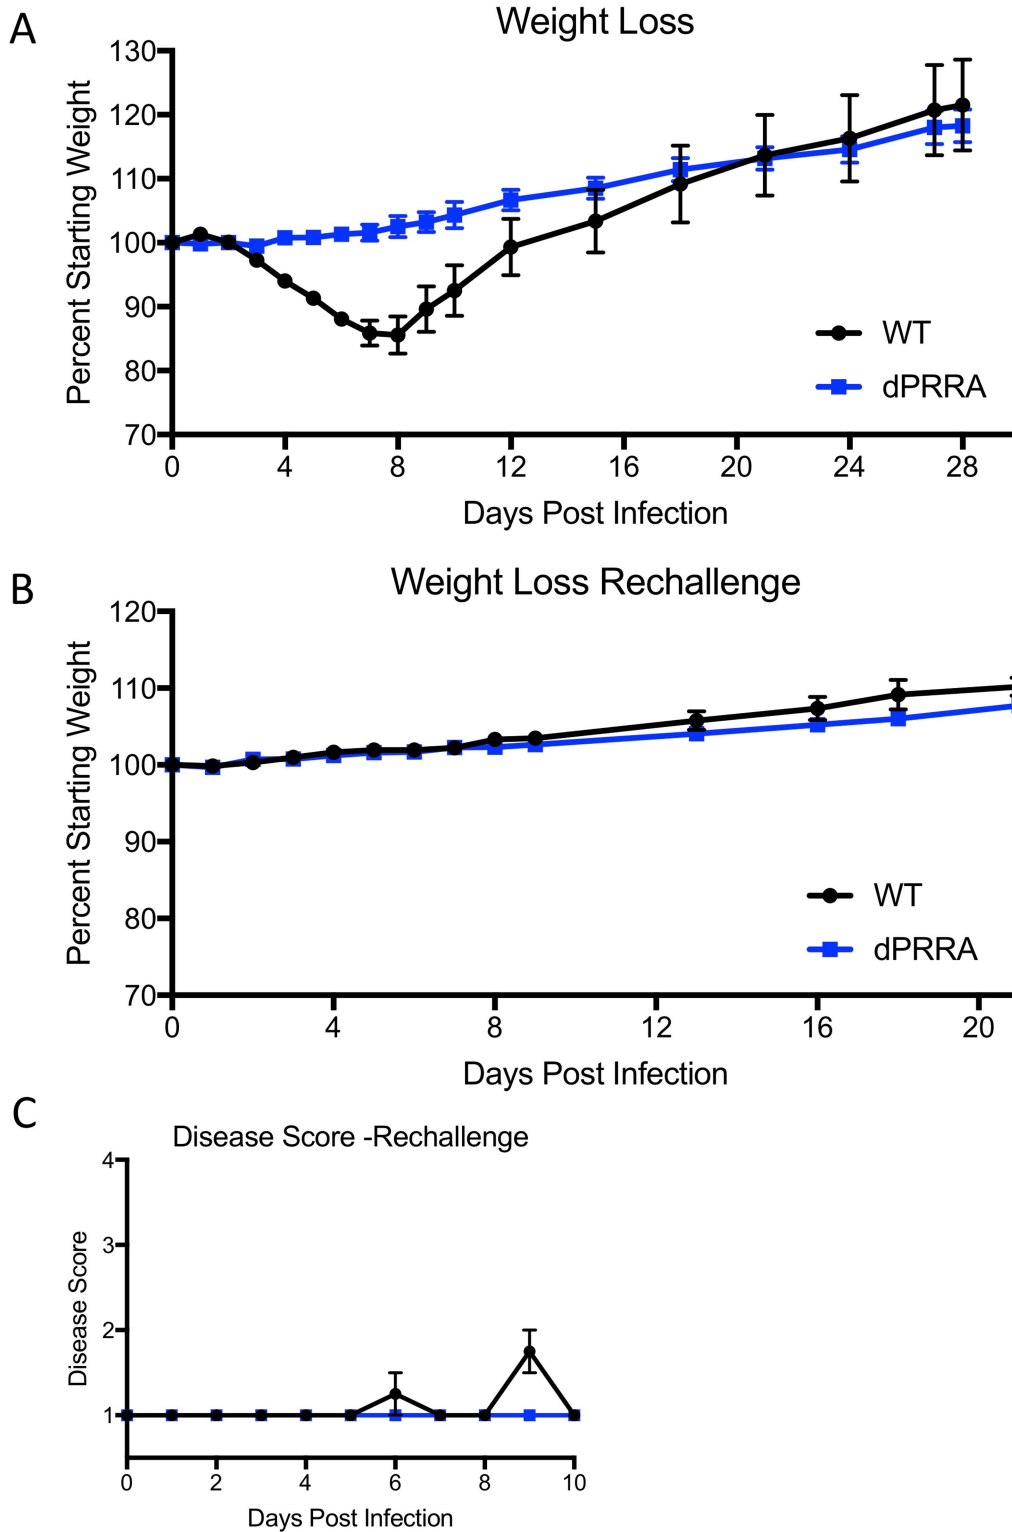 A
Weight Loss
Percent Starting Weight
130
120
110
100
90
80
70
0 4 8 12 16 20 24 28
Days Post Infection
WT
dPRRA
B
Weight Loss Rechallenge
Percent Starting Weight
120
110
100
90
80
70
0 4 8 12 16 20
Days Post Infection
WT
dPRRA
C
Disease Score -Rechallenge
Disease Score
4
3
2
1
0 2 4 6 8 10
Days Post Infection